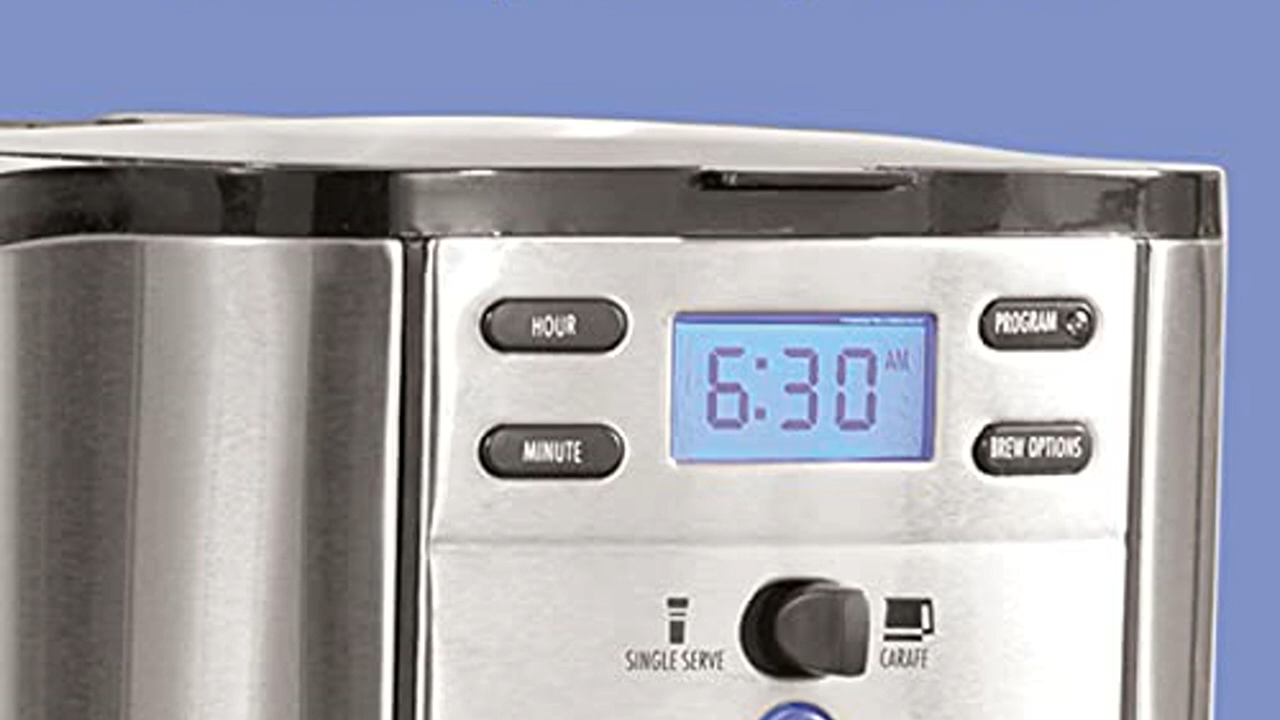 HOUR
6:30 AM
PROGRAM
MINUTE
BREW OPTIONS
SINGLE SERVE
CARAFE